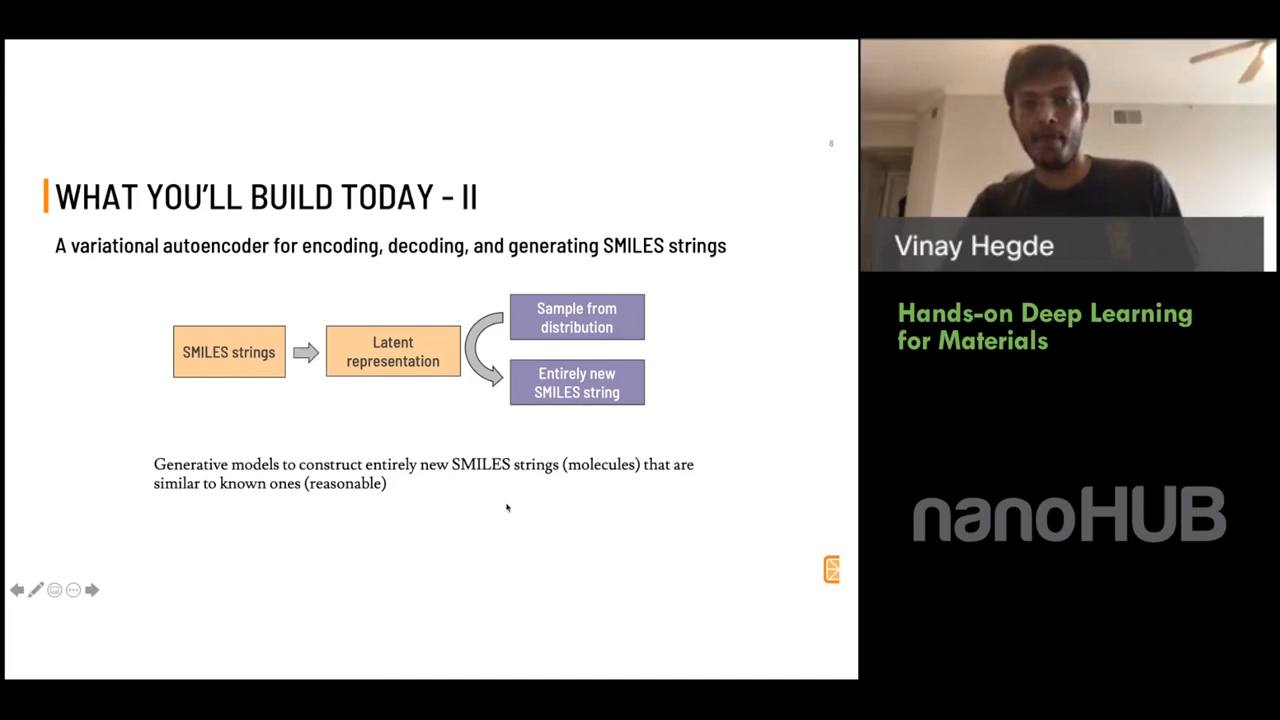 6
WHAT YOU'LL BUILD TODAY - II
A variational autoencoder for encoding, decoding, and generating SMILES strings
SMILES strings
Latent
representation
Sample from
distribution
Entirely new
SMILES string
Generative models to construct entirely new SMILES strings (molecules) that are
similar to known ones (reasonable)
Vinay Hegde
Hands-on Deep Learning
for Materials
nanoHUB